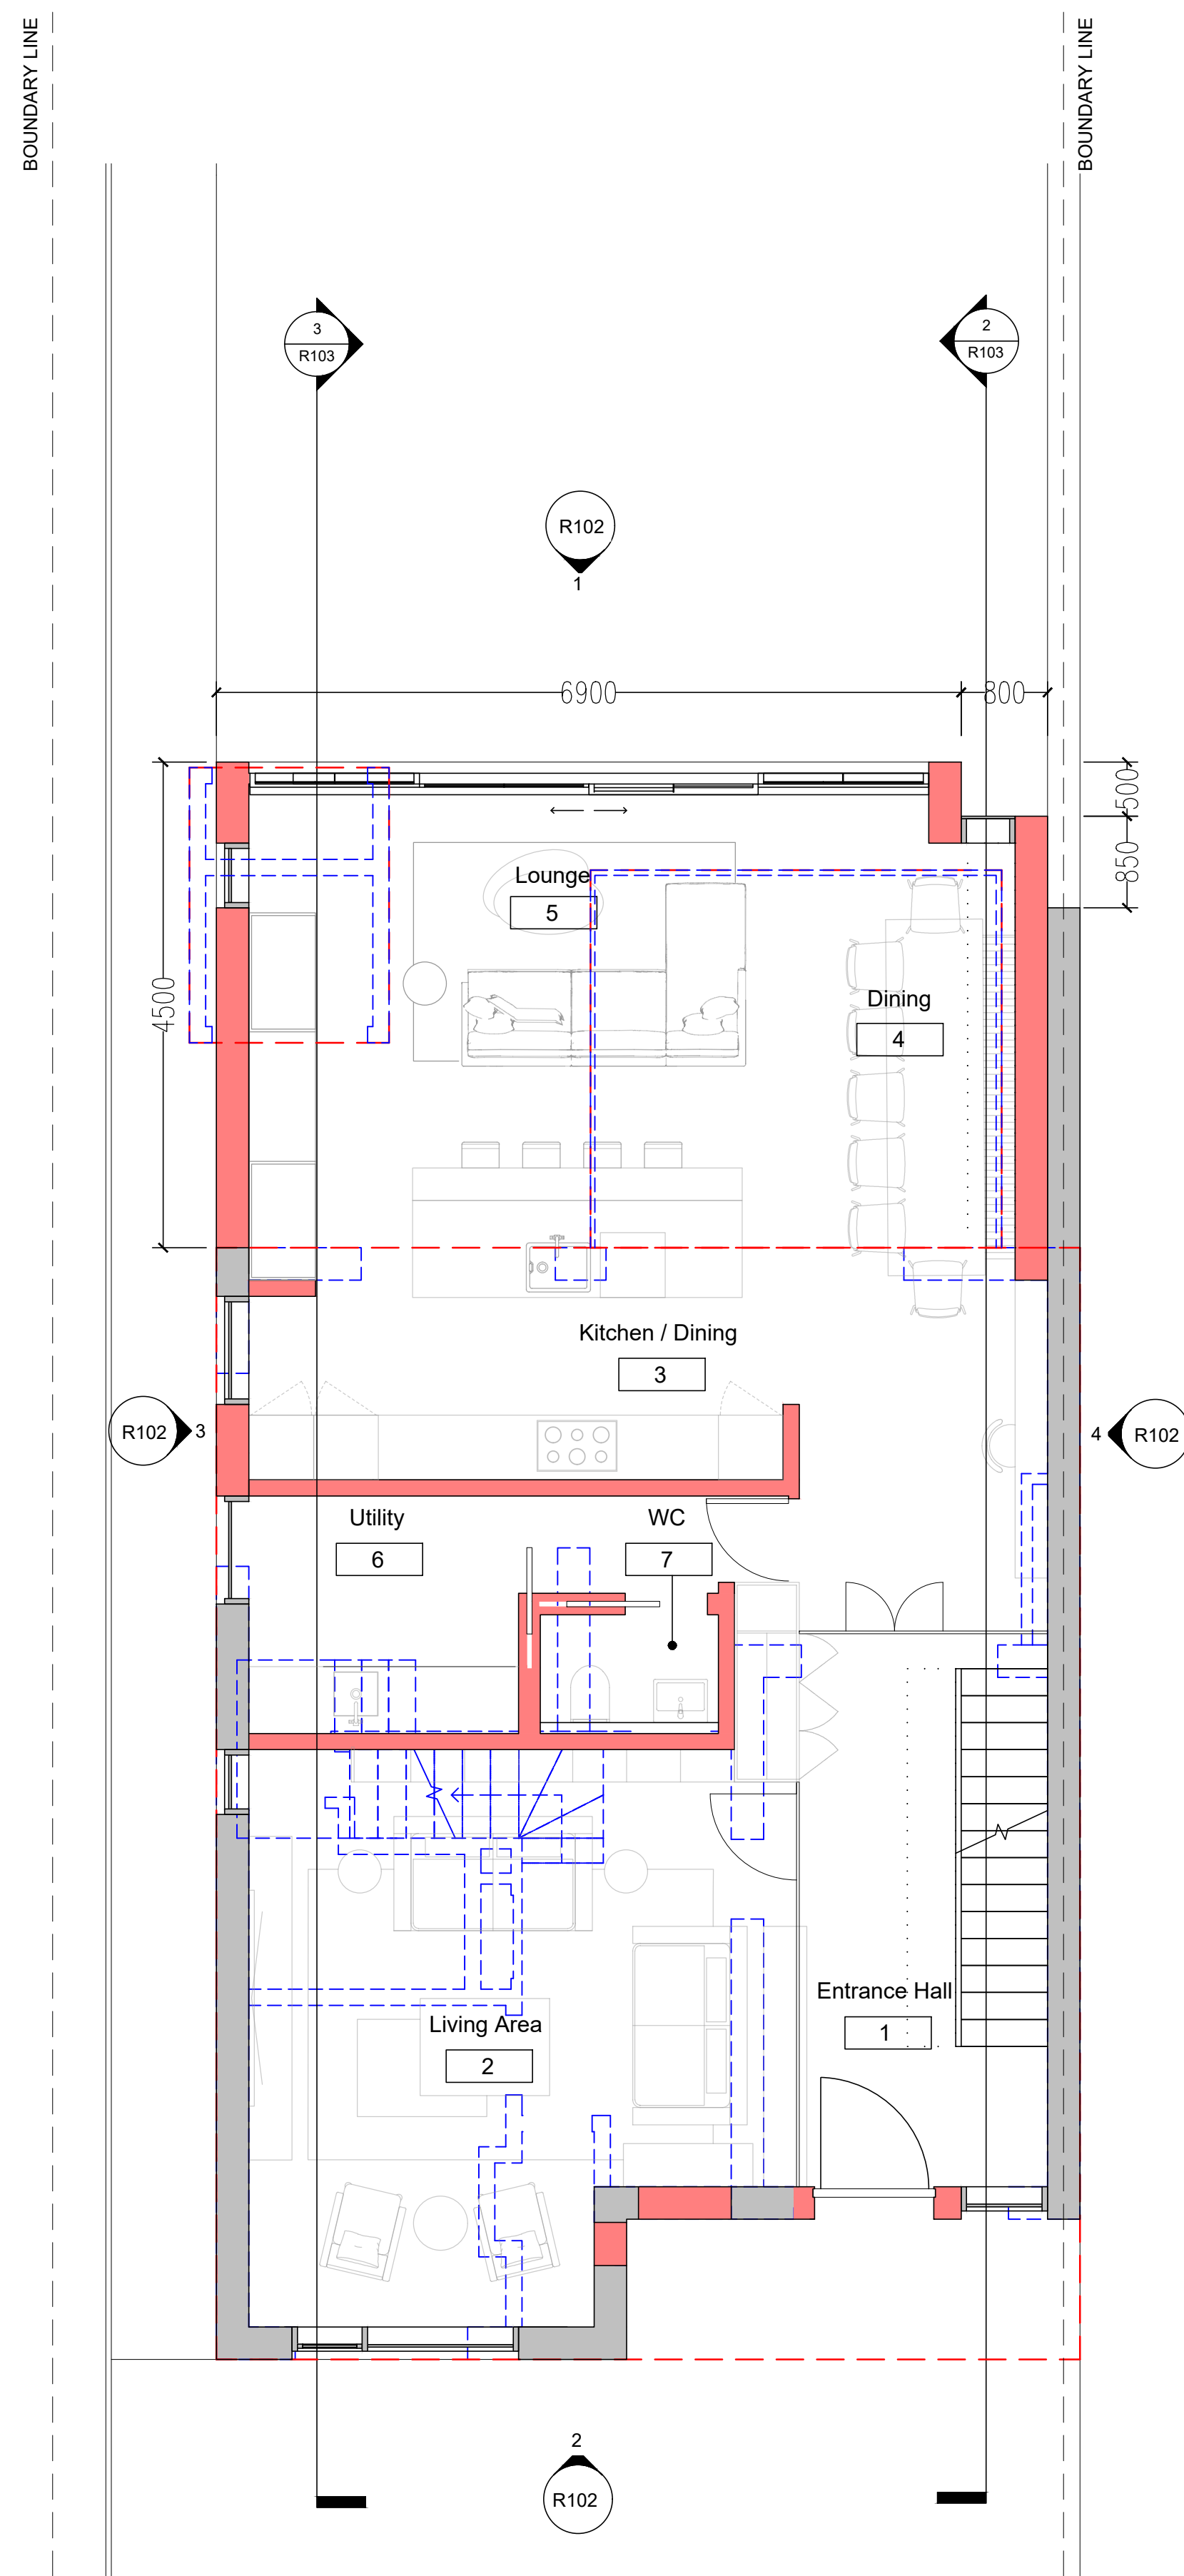 BOUNDARY LINE
BOUNDARY LINE
3
R103
2
R103
R102
1
6900
800
500
850
4500
Lounge
5
Dining
4
Kitchen / Dining
3
R102
3
4
R102
Utility
6
WC
7
Entrance Hall
1
Living Area
2
2
R102